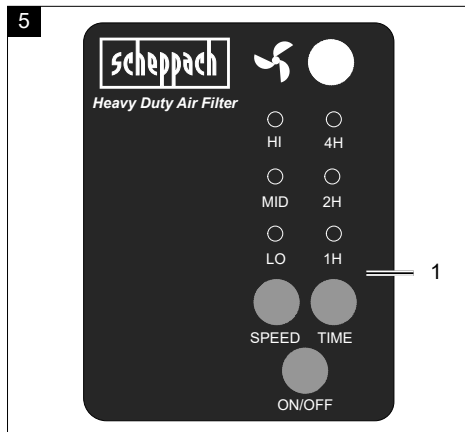 5
scheppach
Heavy Duty Air Filter
HI 4H
MID 2H
LO 1H
1
SPEED TIME
ON/OFF